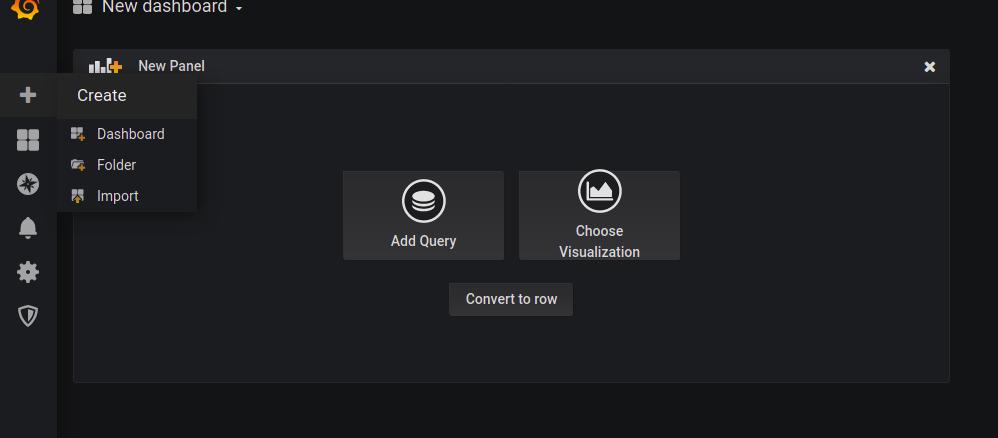 New dashboard
New Panel
Create
Dashboard
Folder
Import
Add Query
Choose
Visualization
Convert to row